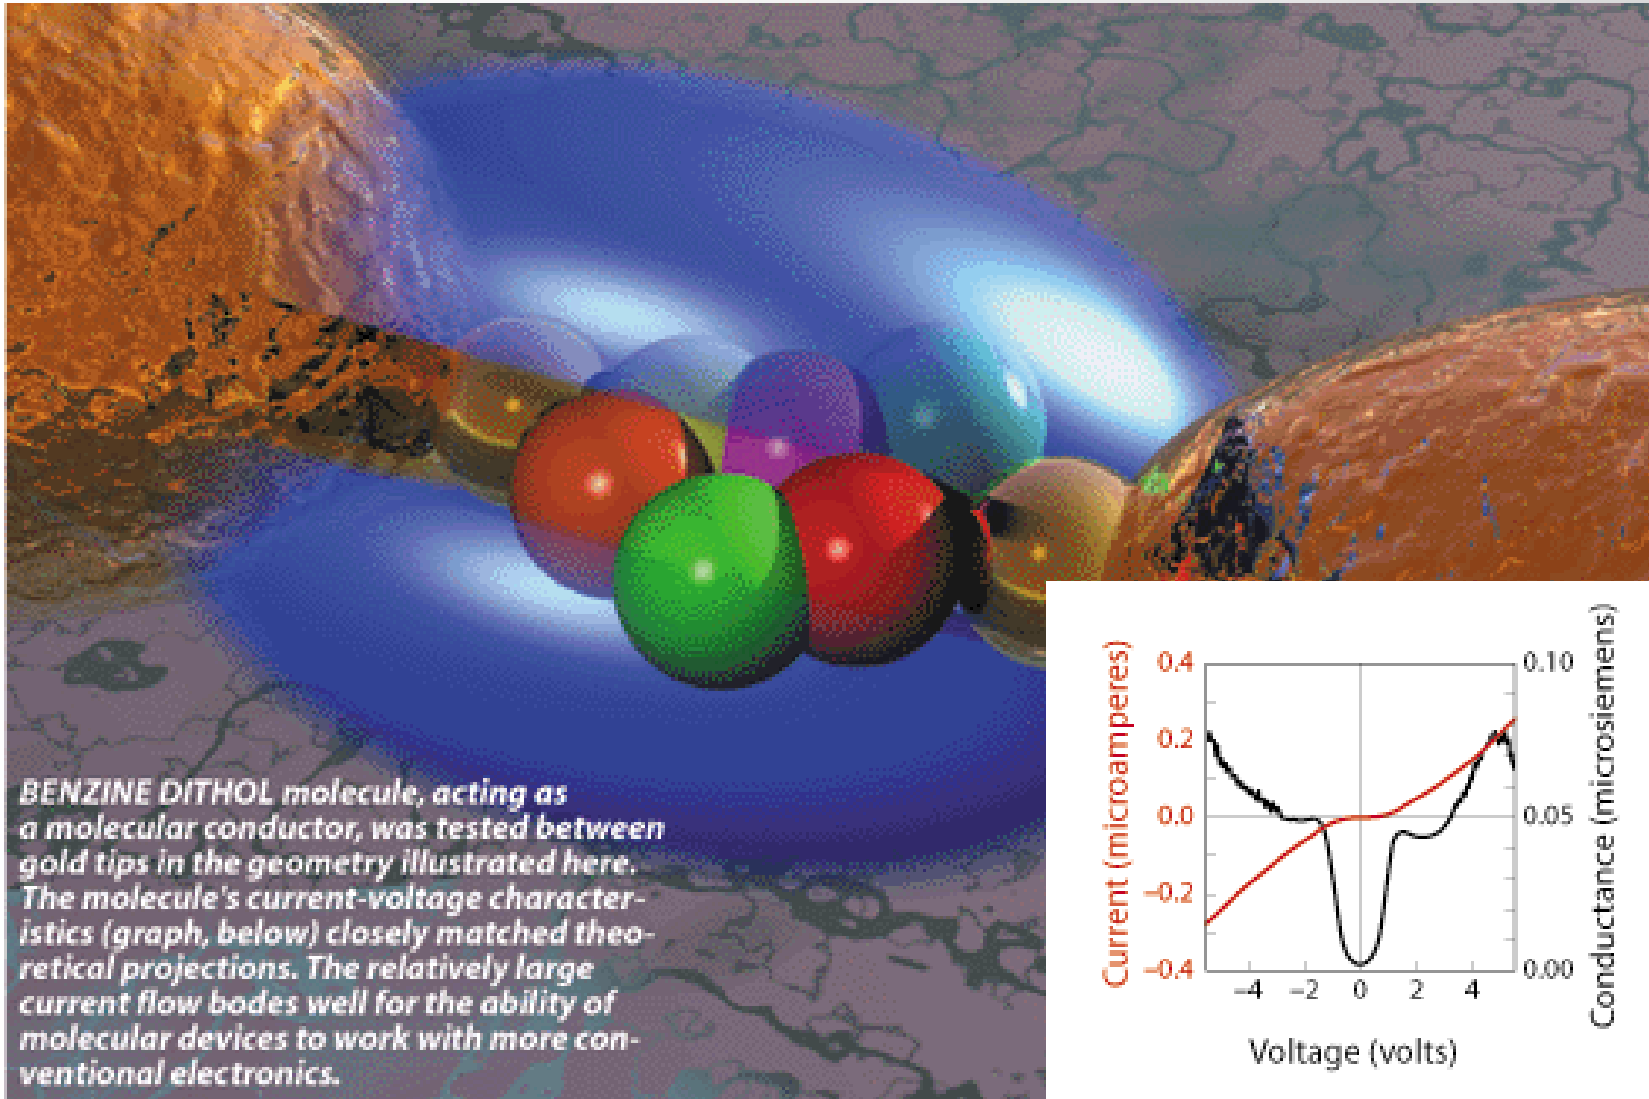 BENZINE DITHOL molecule, acting as
a molecular conductor, was tested between
gold tips in the geometry illustrated here.
The molecule's current-voltage character-
istics (graph, below) closely matched theo-
retical projections. The relatively large
current flow bodes well for the ability of
molecular devices to work with more con-
ventional electronics.
Current (microamperes)
0.4
0.2
0.0
−0.2
−0.4
0.10
0.05
0.00
Conductance (microsiemens)
−4 −2 0 2 4
Voltage (volts)